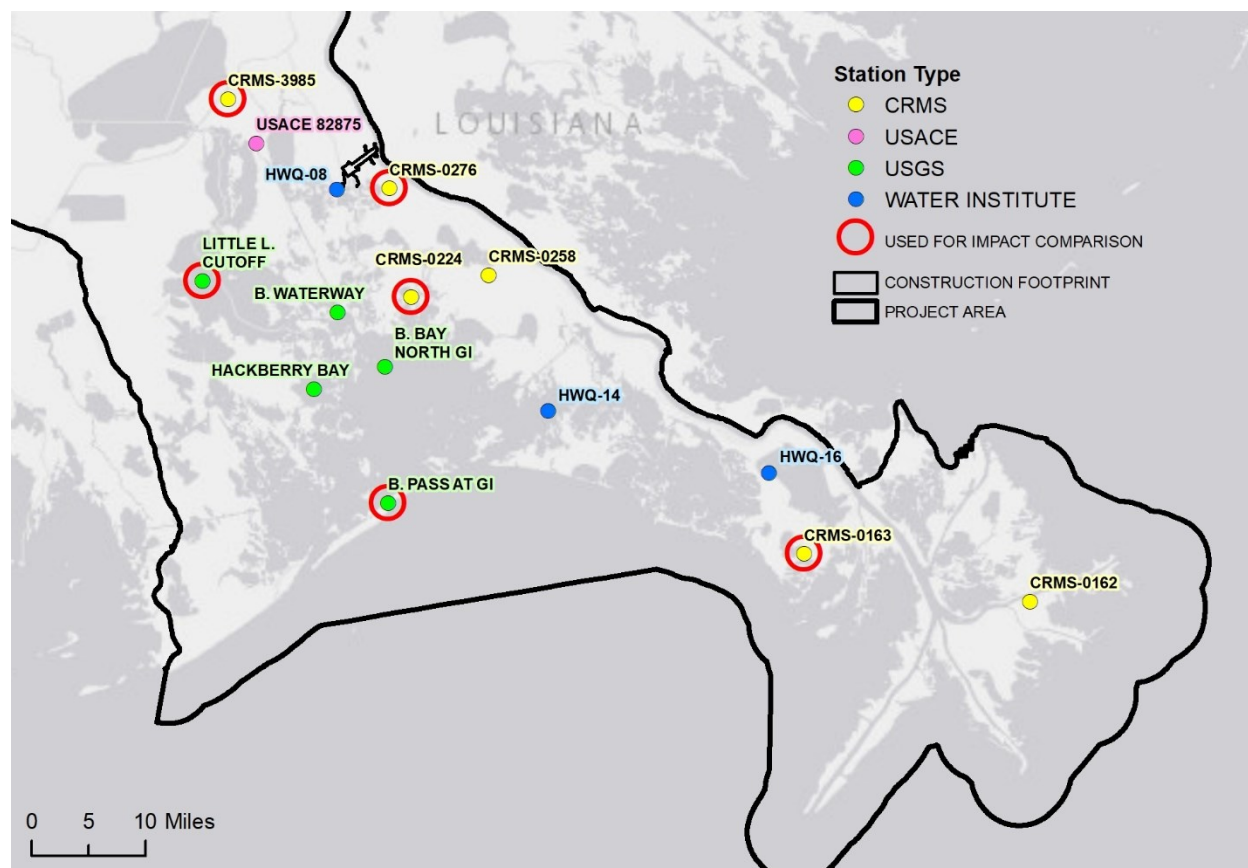 CRMS-3985
USACE 82875
LOUISIANA
HWQ-08
CRMS-0276
LITTLE L.
CUTOFF
CRMS-0224
CRMS-0258
B. WATERWAY
B. BAY
NORTH GI
HACKBERRY BAY
HWQ-14
HWQ-16
B. PASS AT GI
CRMS-0163
CRMS-0162
Station Type
CRMS
USACE
USGS
WATER INSTITUTE
USED FOR IMPACT COMPARISON
CONSTRUCTION FOOTPRINT
PROJECT AREA
0 5 10 Miles